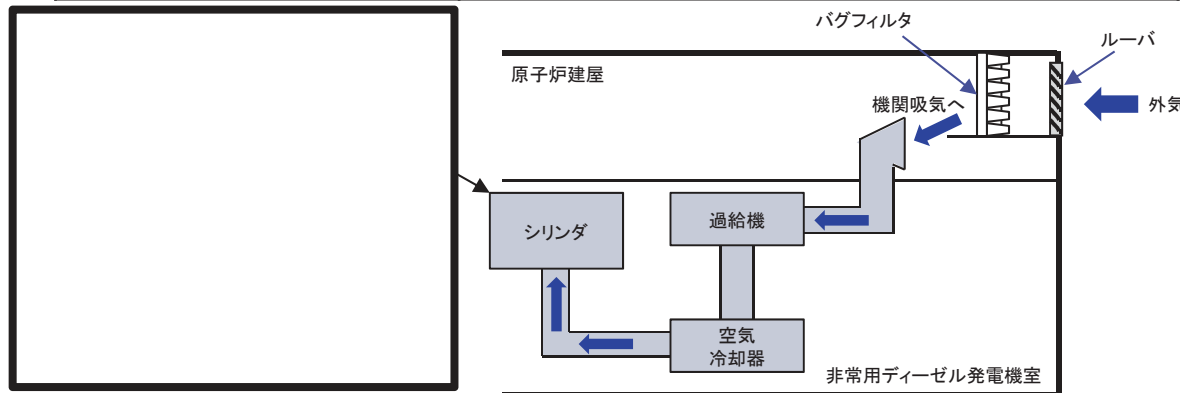 バグフィルタ
ルーバ
原子炉建屋
機関吸気へ
外気
シリンダ
過給機
空気
冷却器
非常用ディーゼル発電機室